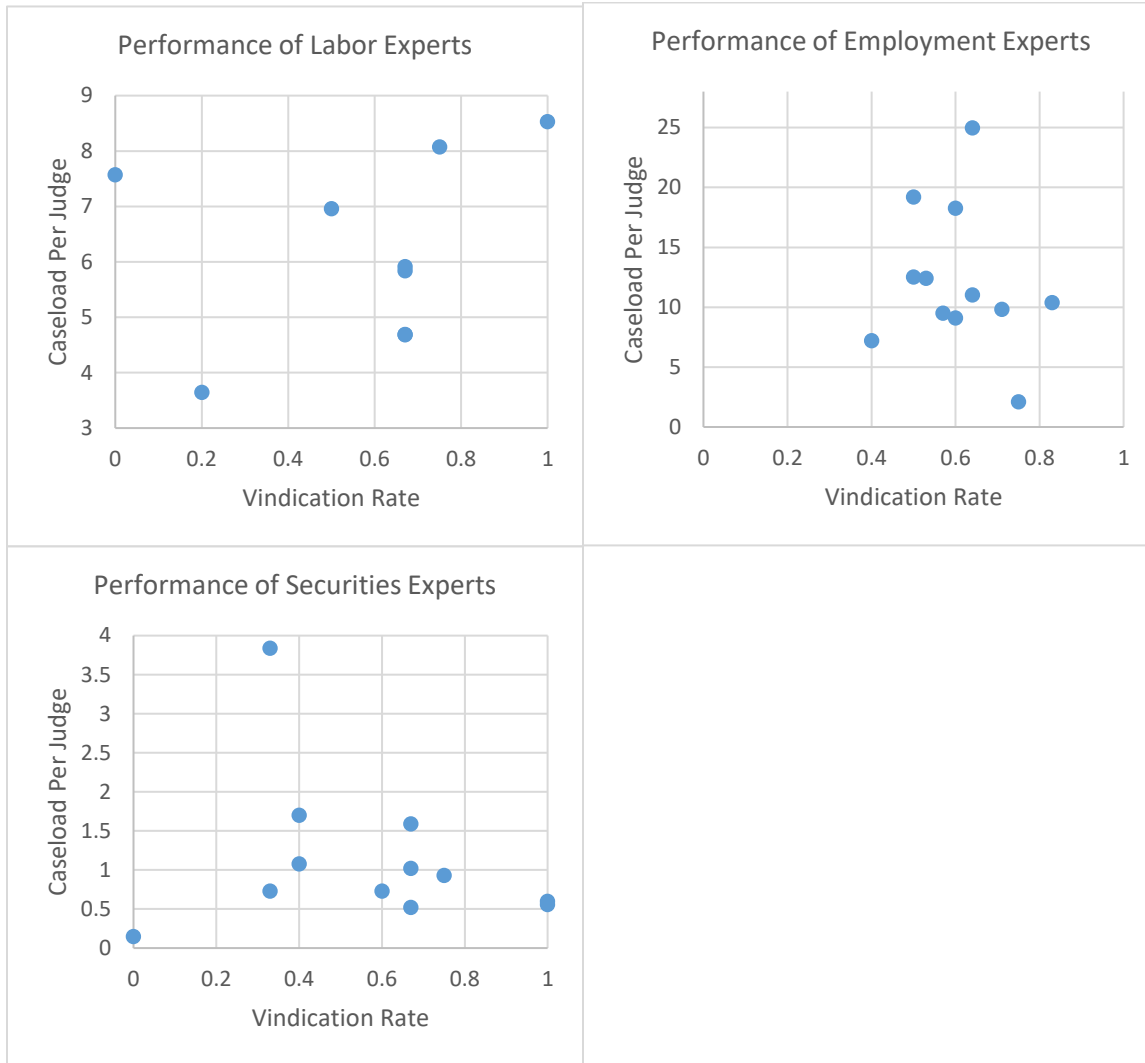 Performance of Labor Experts
9
8
7
6
5
4
3
Caseload Per Judge
0 0.2 0.4 0.6 0.8 1
Vindication Rate
Performance of Employment Experts
25
20
15
10
5
0
Caseload Per Judge
0 0.2 0.4 0.6 0.8 1
Vindication Rate
Performance of Securities Experts
4
3.5
3
2.5
2
1.5
1
0.5
0
Caseload Per Judge
0 0.2 0.4 0.6 0.8 1
Vindication Rate